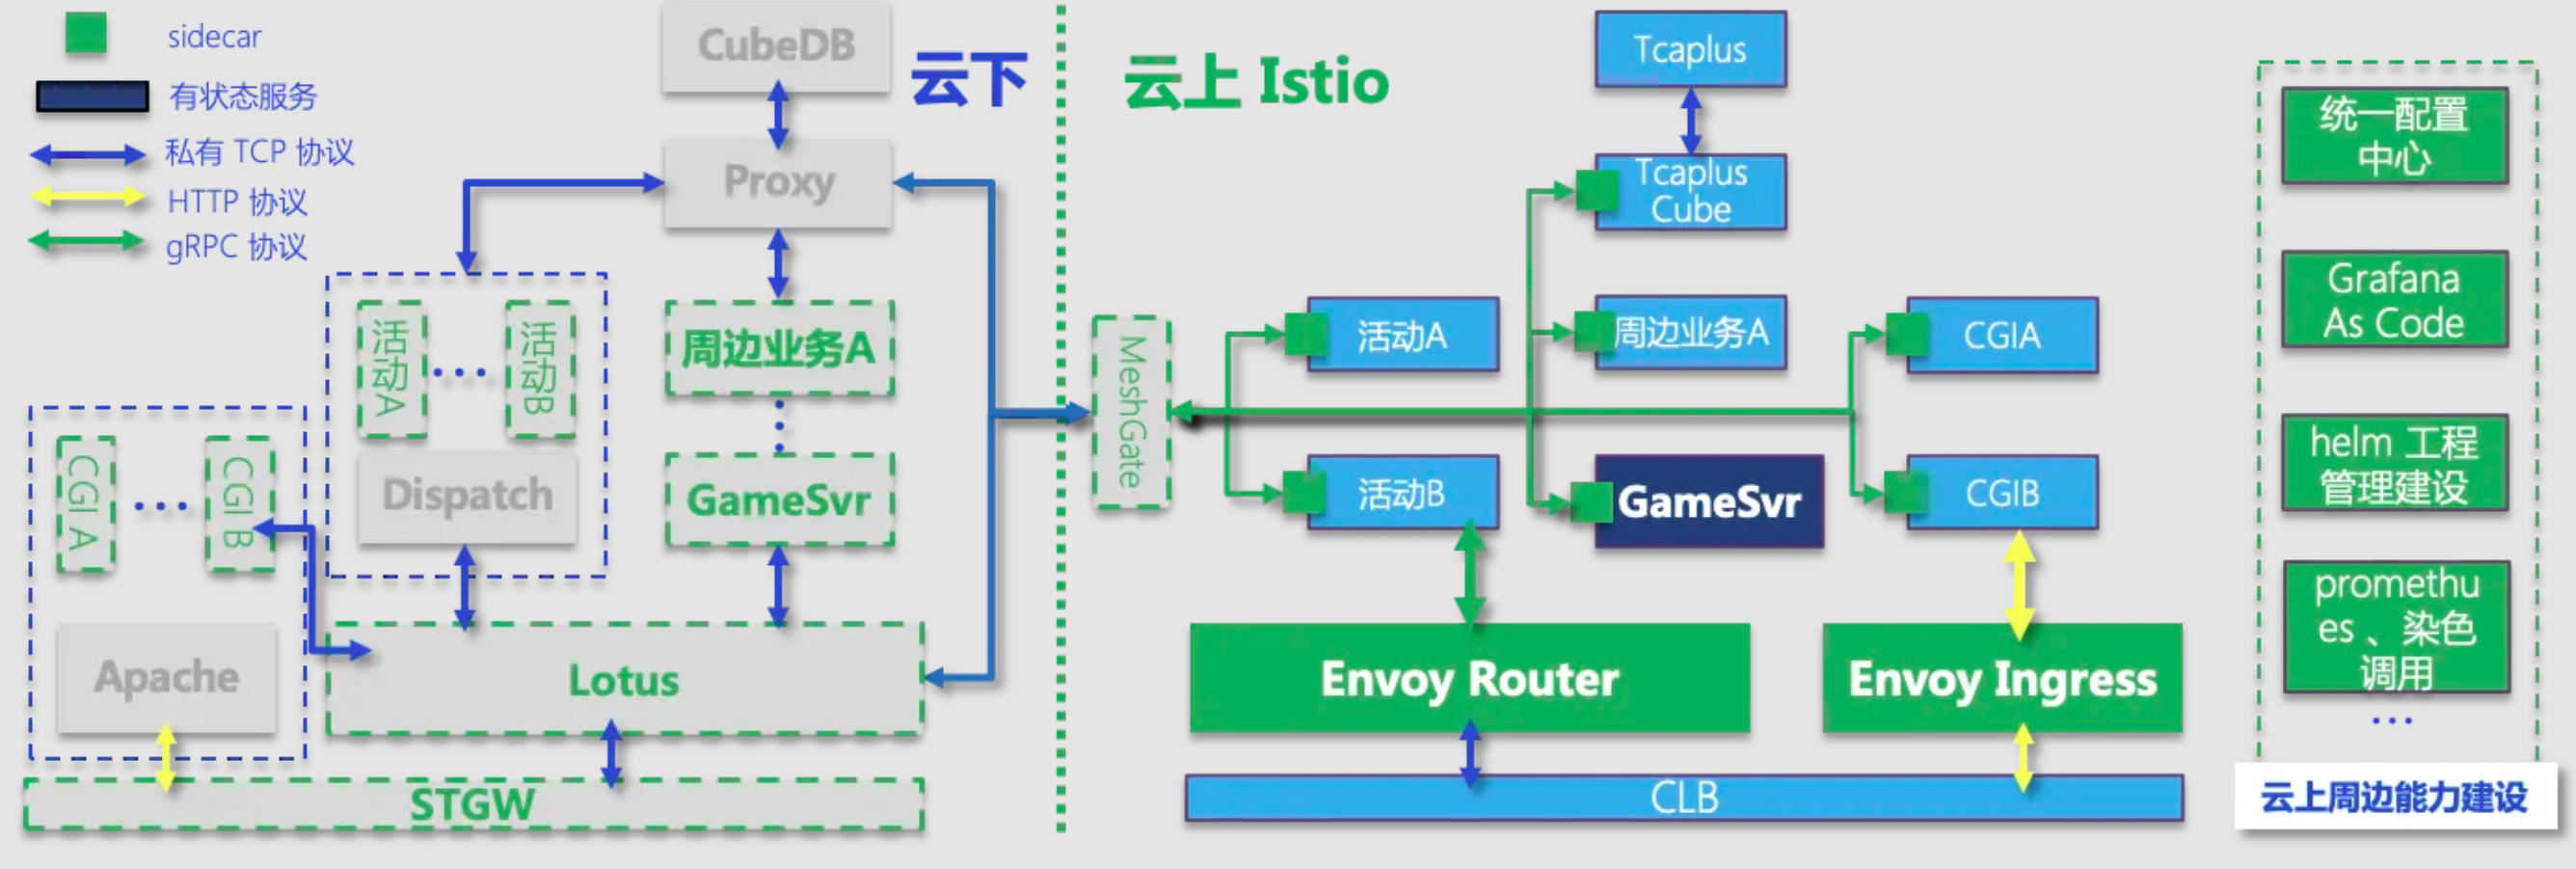 sidecar
有状态服务
私有 TCP 协议
HTTP 协议
gRPC 协议
CubeDB
云下
Proxy
活动A
...
活动B
周边业务A
CGI A
...
CGI B
Dispatch
GameSvr
Apache
Lotus
STGW
云上 Istio
Tcaplus
Tcaplus
Cube
MeshGate
活动A
周边业务A
CGIA
活动B
GameSvr
CGIB
Envoy Router
Envoy Ingress
CLB
统一配置
中心
Grafana
As Code
helm 工程
管理建设
promethu
es 、染色
调用
...
云上周边能力建设